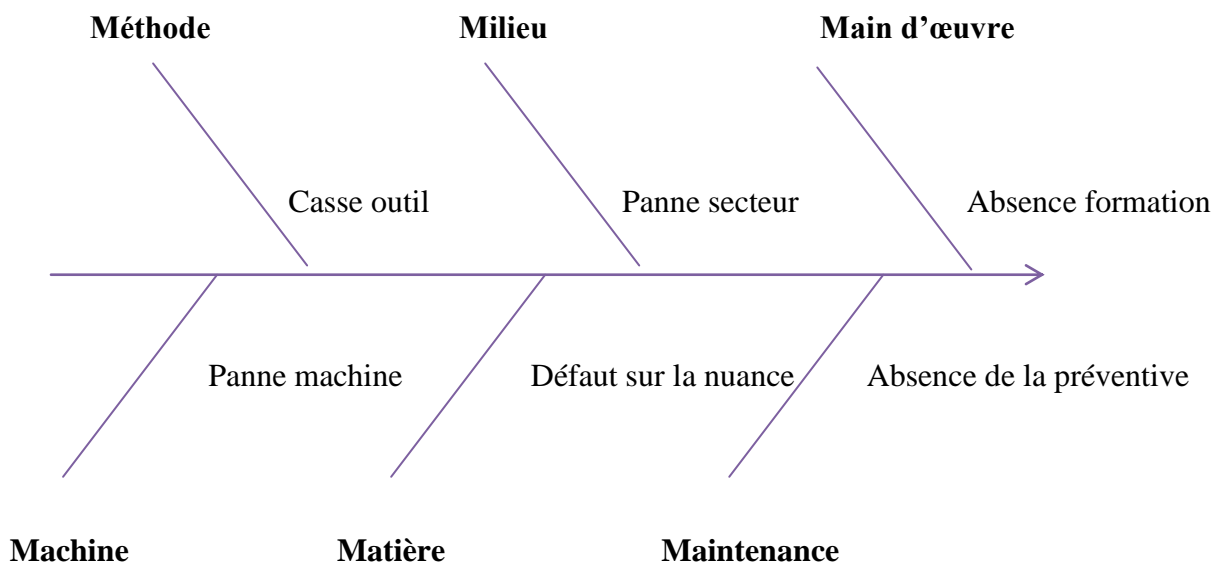 Méthode Milieu Main d’œuvre
Casse outil Panne secteur Absence formation
Panne machine Défaut sur la nuance Absence de la préventive
Machine Matière Maintenance